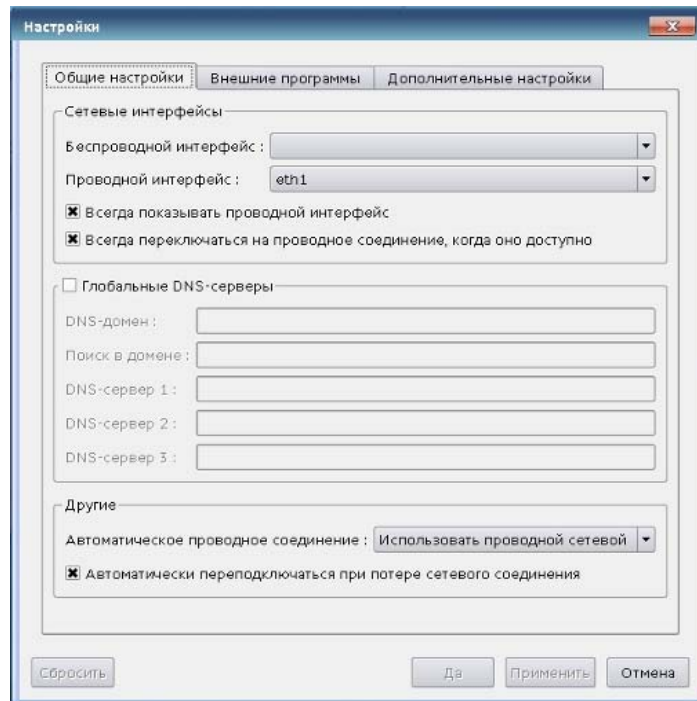 Настройки
Общие настройки Внешние программы Дополнительные настройки
Сетевые интерфейсы
Беспроводной интерфейс :
Проводной интерфейс : eth1
Всегда показывать проводной интерфейс
Всегда переключаться на проводное соединение, когда оно доступно
Глобальные DNS-серверы
DNS-домен :
Поиск в домене :
DNS-сервер 1 :
DNS-сервер 2 :
DNS-сервер 3 :
Другие
Автоматическое проводное соединение : Использовать проводной сетевой
Автоматически переподключаться при потере сетевого соединения
Сбросить Да Применить Отмена